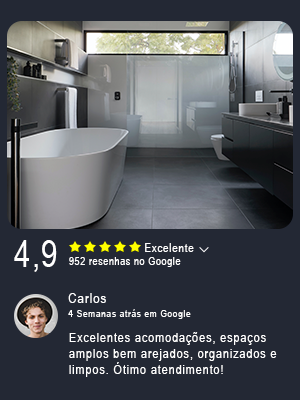 4,9
Excelente
952 resenhas no Google
Carlos
4 Semanas atrás em Google
Excelentes acomodações, espaços
amplos bem arejados, organizados e
limpos. Ótimo atendimento!